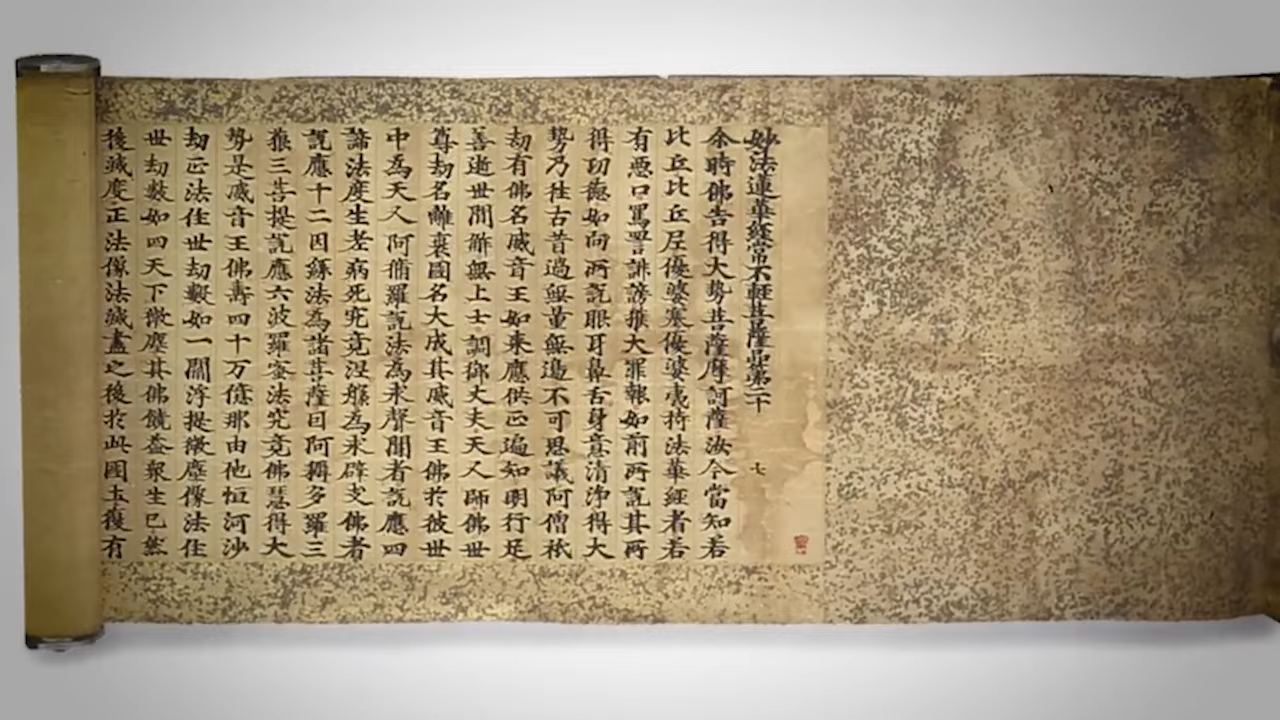 妙法蓮華經常不輕菩薩品第二十
七
尒時佛告得大勢菩薩摩訶薩汝今當知若
比丘比丘尼優婆塞優婆夷持法華經者若
有惡口罵詈誹謗獲大罪報如前所說其所
得功德如向所說眼耳鼻舌身意清淨得大
勢乃往古昔過無量無邊不可思議阿僧祇
劫有佛名威音王如來應供正遍知明行足
善逝世間解無上士調御丈夫天人師佛世
尊劫名離衰國名大成其威音王佛於彼世
中為天人阿脩羅說法為求聲聞者說應四
諦法度生老病死究竟涅槃為求辟支佛者
說應十二因緣法為諸菩薩因阿耨多羅三
藐三菩提說應六波羅蜜法究竟佛慧得大
勢是威音王佛壽四十万億那由他恒河沙
劫正法住世劫數如一閻浮提微塵像法住
世劫數如四天下微塵其佛饒益衆生已然
後滅度正法像法滅盡之後於此國土復有